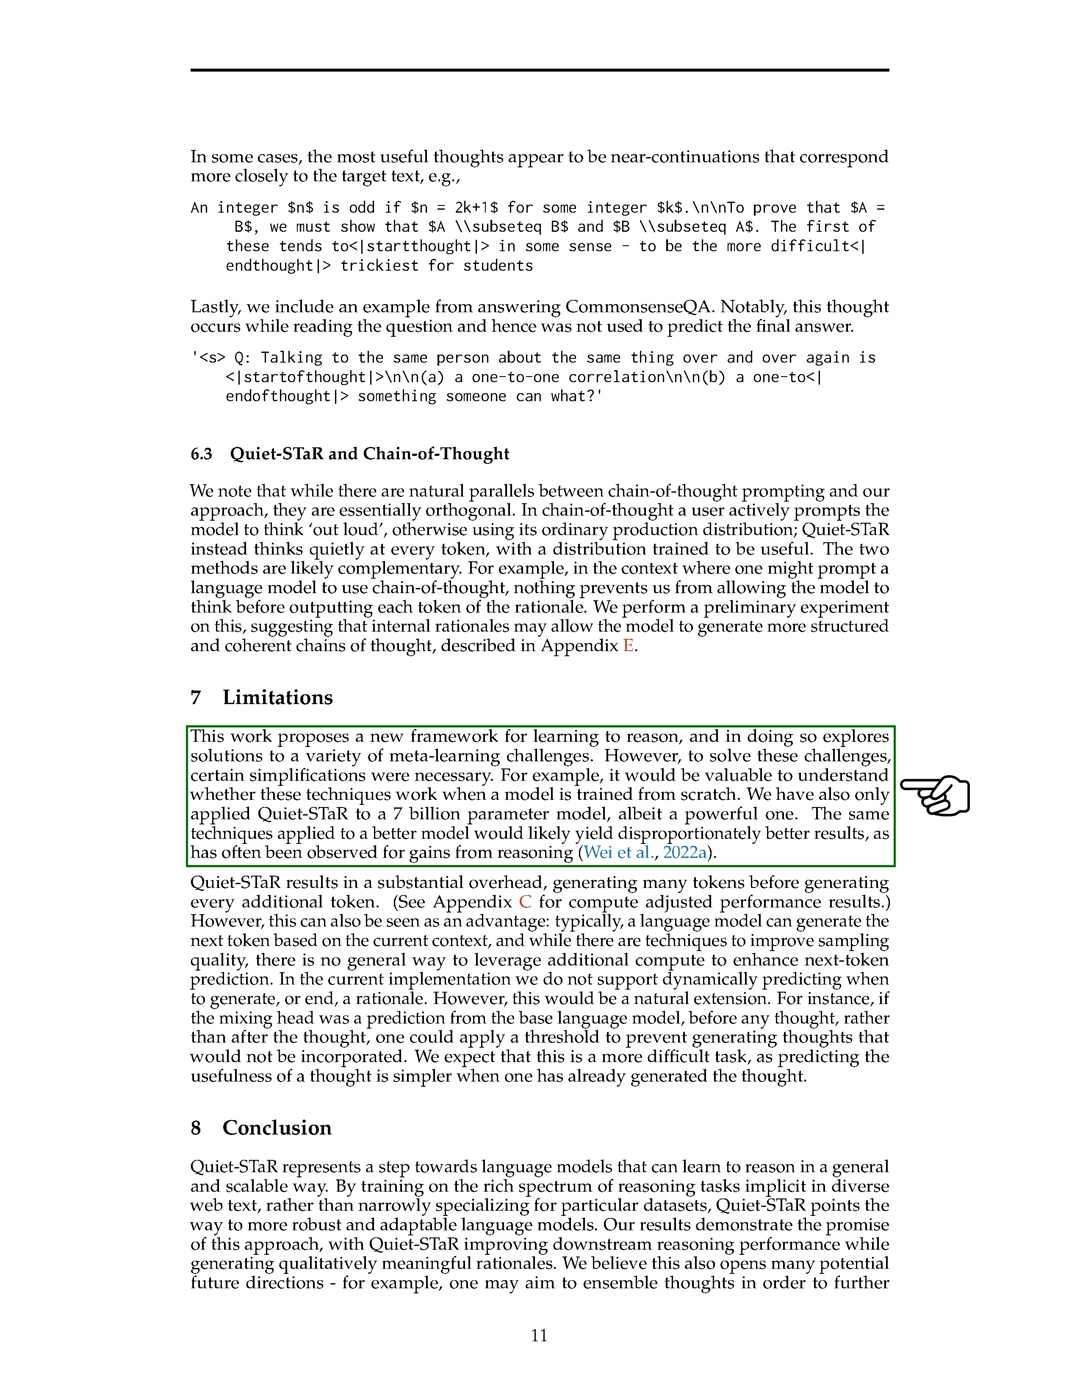 In some cases, the most useful thoughts appear to be near-continuations that correspond
more closely to the target text, e.g.,
An integer $n$ is odd if $n = 2k+1$ for some integer $k$.\n\nTo prove that $A =
B$, we must show that $A \\subseteq B$ and $B \\subseteq A$. The first of
these tends to<|startthought|> in some sense - to be the more difficult<|
endthought|> trickiest for students
Lastly, we include an example from answering CommonsenseQA. Notably, this thought
occurs while reading the question and hence was not used to predict the final answer.
'<s> Q: Talking to the same person about the same thing over and over again is
<|startofthought|>\n\n(a) a one-to-one correlation\n\n(b) a one-to<|
endofthought|> something someone can what?'
6.3 Quiet-STaR and Chain-of-Thought
We note that while there are natural parallels between chain-of-thought prompting and our
approach, they are essentially orthogonal. In chain-of-thought a user actively prompts the
model to think ‘out loud’, otherwise using its ordinary production distribution; Quiet-STaR
instead thinks quietly at every token, with a distribution trained to be useful. The two
methods are likely complementary. For example, in the context where one might prompt a
language model to use chain-of-thought, nothing prevents us from allowing the model to
think before outputting each token of the rationale. We perform a preliminary experiment
on this, suggesting that internal rationales may allow the model to generate more structured
and coherent chains of thought, described in Appendix E.
7 Limitations
This work proposes a new framework for learning to reason, and in doing so explores
solutions to a variety of meta-learning challenges. However, to solve these challenges,
certain simplifications were necessary. For example, it would be valuable to understand
whether these techniques work when a model is trained from scratch. We have also only
applied Quiet-STaR to a 7 billion parameter model, albeit a powerful one. The same
techniques applied to a better model would likely yield disproportionately better results, as
has often been observed for gains from reasoning (Wei et al., 2022a).
Quiet-STaR results in a substantial overhead, generating many tokens before generating
every additional token. (See Appendix C for compute adjusted performance results.)
However, this can also be seen as an advantage: typically, a language model can generate the
next token based on the current context, and while there are techniques to improve sampling
quality, there is no general way to leverage additional compute to enhance next-token
prediction. In the current implementation we do not support dynamically predicting when
to generate, or end, a rationale. However, this would be a natural extension. For instance, if
the mixing head was a prediction from the base language model, before any thought, rather
than after the thought, one could apply a threshold to prevent generating thoughts that
would not be incorporated. We expect that this is a more difficult task, as predicting the
usefulness of a thought is simpler when one has already generated the thought.
8 Conclusion
Quiet-STaR represents a step towards language models that can learn to reason in a general
and scalable way. By training on the rich spectrum of reasoning tasks implicit in diverse
web text, rather than narrowly specializing for particular datasets, Quiet-STaR points the
way to more robust and adaptable language models. Our results demonstrate the promise
of this approach, with Quiet-STaR improving downstream reasoning performance while
generating qualitatively meaningful rationales. We believe this also opens many potential
future directions - for example, one may aim to ensemble thoughts in order to further
11